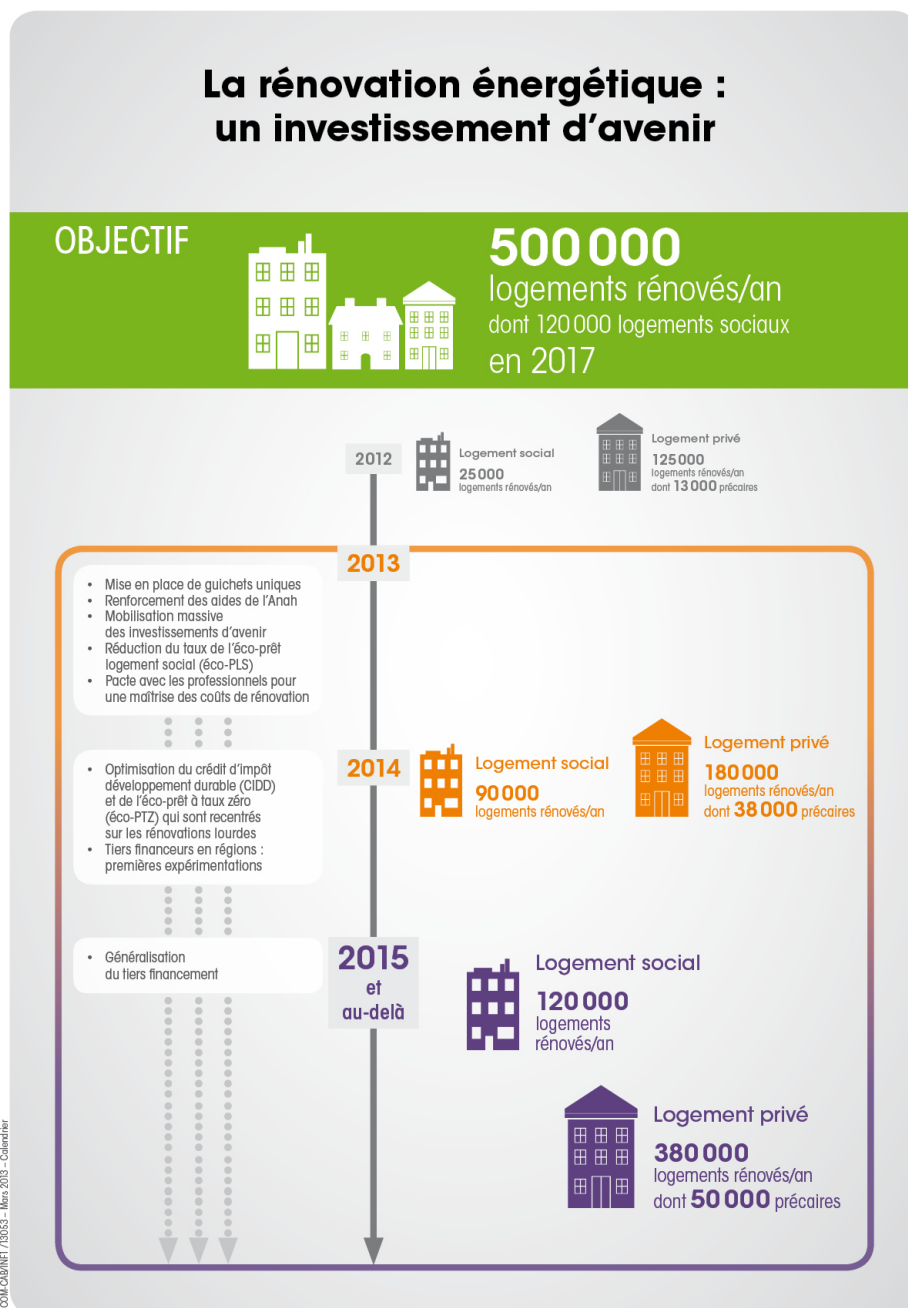 La rénovation énergétique :
un investissement d’avenir
OBJECTIF
500 000
logements rénovés/an
dont 120 000 logements sociaux
en 2017
2012
Logement social
25 000
logements rénovés/an
Logement privé
125 000
logements rénovés/an
dont 13 000 précaires
2013
• Mise en place de guichets uniques
• Renforcement des aides de l’Anah
• Mobilisation massive
des investissements d’avenir
• Réduction du taux de l’éco-prêt
logement social (éco-PLS)
• Pacte avec les professionnels pour
une maîtrise des coûts de rénovation
2014
• Optimisation du crédit d’impôt
développement durable (CIDD)
et de l’éco-prêt à taux zéro
(éco-PTZ) qui sont recentrés
sur les rénovations lourdes
• Tiers financeurs en régions :
premières expérimentations
Logement social
90 000
logements rénovés/an
Logement privé
180 000
logements rénovés/an
dont 38 000 précaires
2015
et
au-delà
• Généralisation
du tiers financement
Logement social
120 000
logements
rénovés/an
Logement privé
380 000
logements rénovés/an
dont 50 000 précaires
COM-CAB/INF1/13053 – Mars 2013 – Calendrier